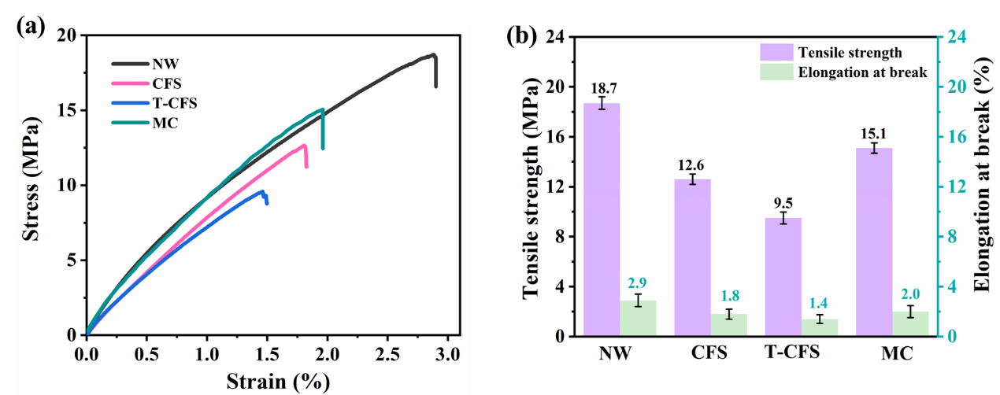 (a)
20
15
10
5
0
Stress (MPa)
NW
CFS
T-CFS
MC
0.0
0.5
1.0
1.5
2.0
2.5
3.0
Strain (%)
(b)
24
20
16
12
8
4
0
Tensile strength (MPa)
Tensile strength
Elongation at break
18.7
12.6
9.5
15.1
2.9
1.8
1.4
2.0
NW
CFS
T-CFS
MC
24
20
16
12
8
4
0
Elongation at break (%)